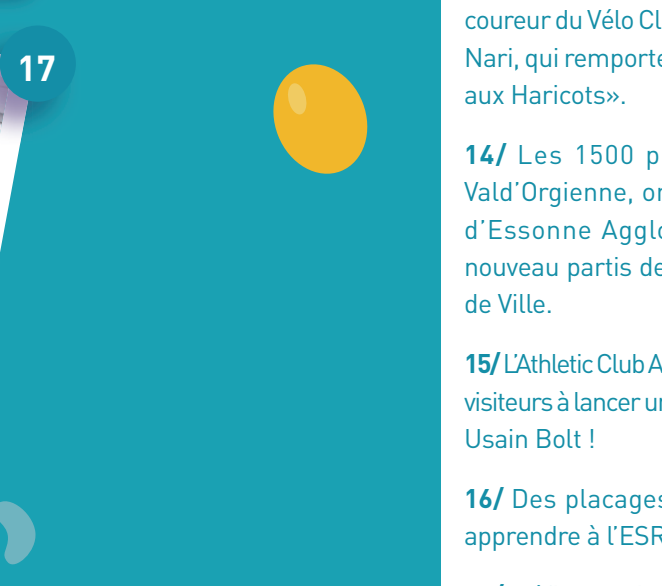 17
coureur du Vélo Cl
Nari, qui remporte
aux Haricots».
14/ Les 1500 p
Vald’Orgienne, or
d’Essonne Agglo
nouveau partis de
de Ville.
15/ L’Athletic Club A
visiteurs à lancer un
Usain Bolt !
16/ Des placages
apprendre à l’ESR